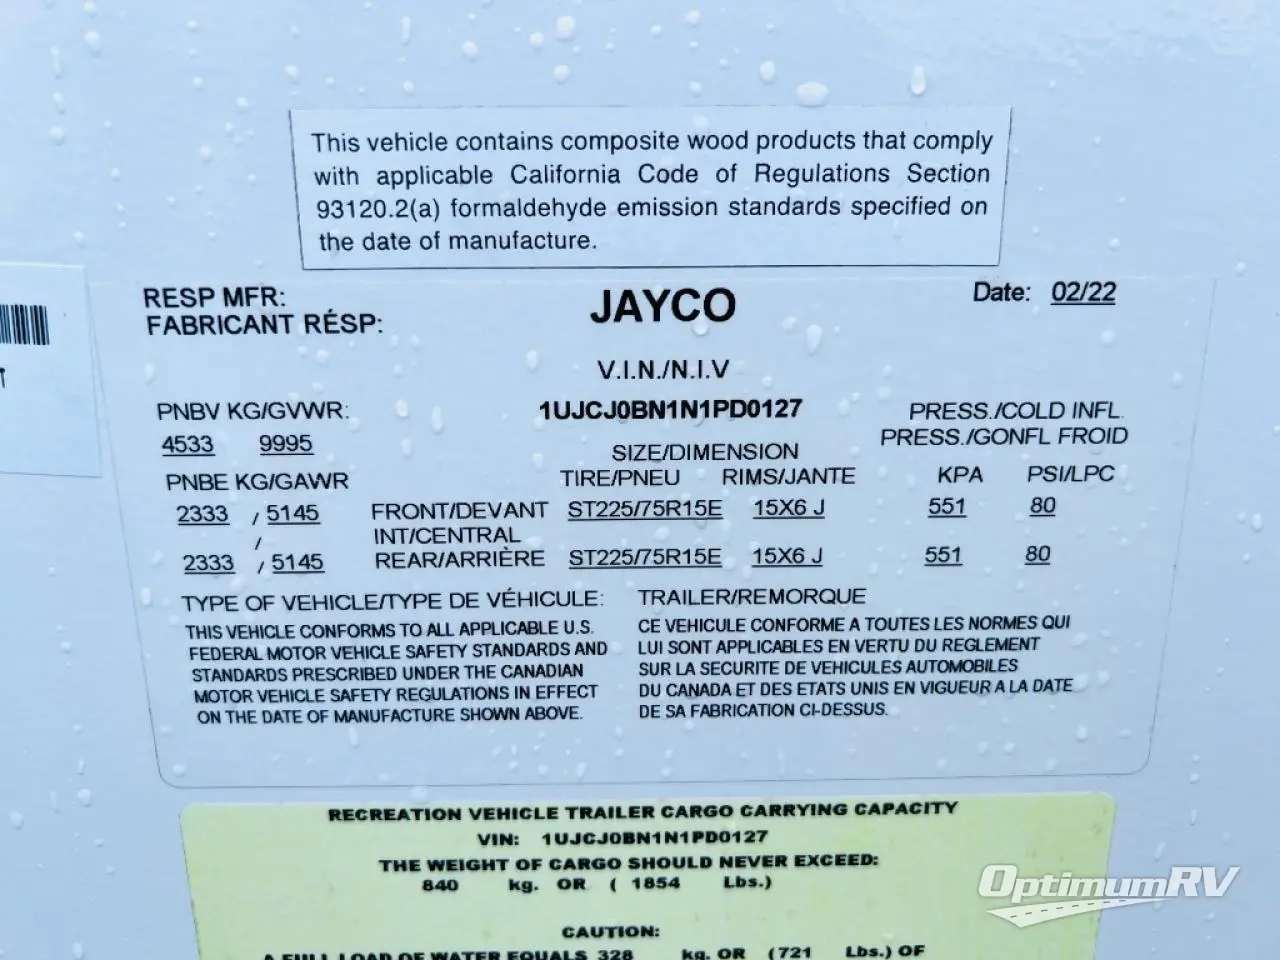 This vehicle contains composite wood products that comply
with applicable California Code of Regulations Section
93120.2(a) formaldehyde emission standards specified on
the date of manufacture.
RESP MFR:
FABRICANT RÉSP:
JAYCO
Date: 02/22
V.I.N./N.I.V
PNBV KG/GVWR:
1UJCJ0BN1N1PD0127
PRESS./COLD INFL.
4533 9995
SIZE/DIMENSION
PRESS./GONFL FROID
PNBE KG/GAWR
TIRE/PNEU RIMS/JANTE KPA PSI/LPC
2333 / 5145 FRONT/DEVANT ST225/75R15E 15X6 J 551 80
/ INT/CENTRAL
2333 / 5145 REAR/ARRIÈRE ST225/75R15E 15X6 J 551 80
TYPE OF VEHICLE/TYPE DE VÉHICULE: TRAILER/REMORQUE
THIS VEHICLE CONFORMS TO ALL APPLICABLE U.S.
FEDERAL MOTOR VEHICLE SAFETY STANDARDS AND
STANDARDS PRESCRIBED UNDER THE CANADIAN
MOTOR VEHICLE SAFETY REGULATIONS IN EFFECT
ON THE DATE OF MANUFACTURE SHOWN ABOVE.
CE VEHICULE CONFORME A TOUTES LES NORMES QUI
LUI SONT APPLICABLES EN VERTU DU REGLEMENT
SUR LA SECURITE DE VEHICULES AUTOMOBILES
DU CANADA ET DES ETATS UNIS EN VIGUEUR A LA DATE
DE SA FABRICATION CI-DESSUS.
RECREATION VEHICLE TRAILER CARGO CARRYING CAPACITY
VIN: 1UJCJ0BN1N1PD0127
THE WEIGHT OF CARGO SHOULD NEVER EXCEED:
840 kg. OR ( 1854 Lbs.)
CAUTION:
A FULL LOAD OF WATER EQUALS 328 kg. OR (721 Lbs.) OF
OptimumRV